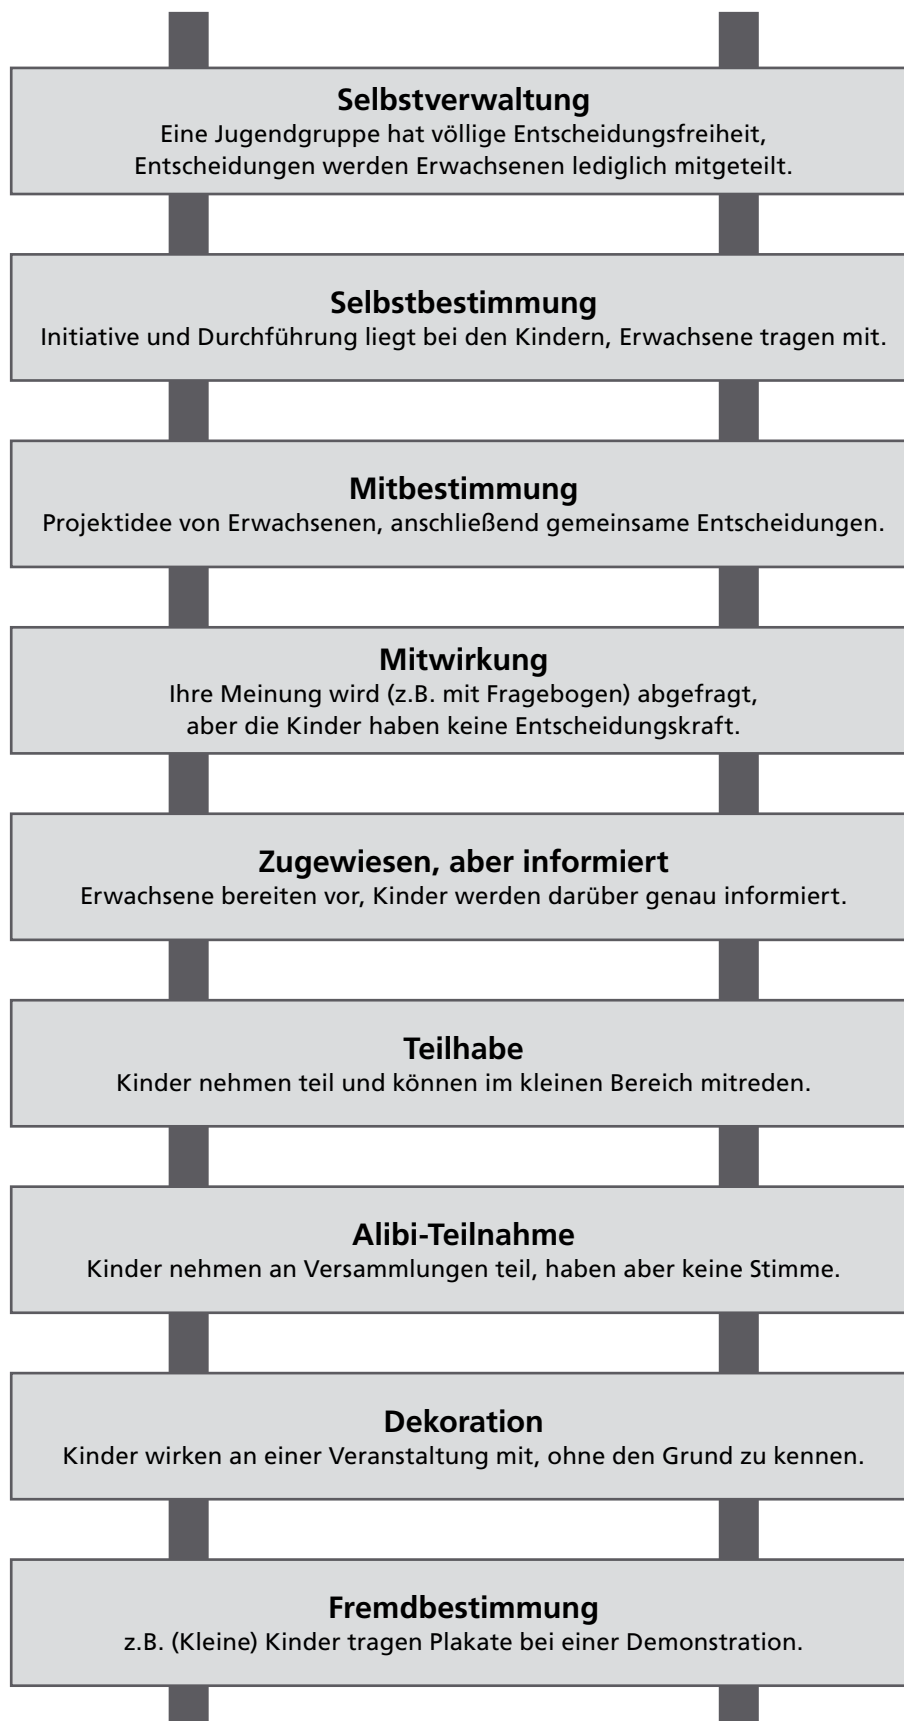 Selbstverwaltung
Eine Jugendgruppe hat völlige Entscheidungsfreiheit,
Entscheidungen werden Erwachsenen lediglich mitgeteilt.
Selbstbestimmung
Initiative und Durchführung liegt bei den Kindern, Erwachsene tragen mit.
Mitbestimmung
Projektidee von Erwachsenen, anschließend gemeinsame Entscheidungen.
Mitwirkung
Ihre Meinung wird (z.B. mit Fragebogen) abgefragt,
aber die Kinder haben keine Entscheidungskraft.
Zugewiesen, aber informiert
Erwachsene bereiten vor, Kinder werden darüber genau informiert.
Teilhabe
Kinder nehmen teil und können im kleinen Bereich mitreden.
Alibi-Teilnahme
Kinder nehmen an Versammlungen teil, haben aber keine Stimme.
Dekoration
Kinder wirken an einer Veranstaltung mit, ohne den Grund zu kennen.
Fremdbestimmung
z.B. (Kleine) Kinder tragen Plakate bei einer Demonstration.